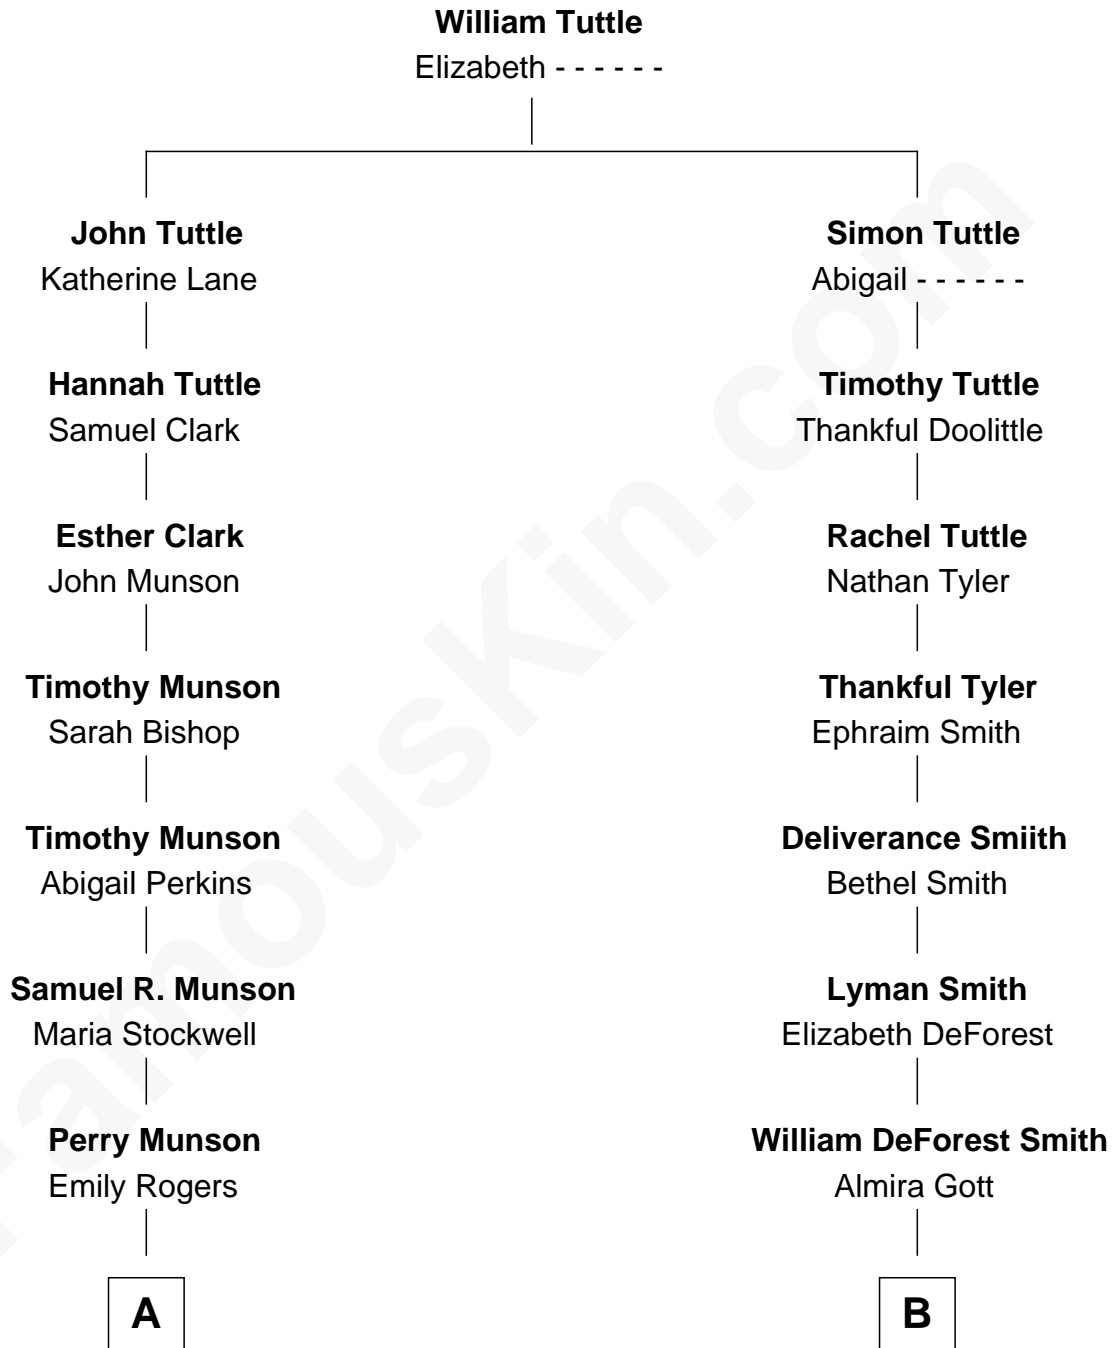 William Tuttle
Elizabeth - - - - - -
John Tuttle
Katherine Lane
Hannah Tuttle
Samuel Clark
Esther Clark
John Munson
Timothy Munson
Sarah Bishop
Timothy Munson
Abigail Perkins
Samuel R. Munson
Maria Stockwell
Perry Munson
Emily Rogers
A
Simon Tuttle
Abigail - - - - - -
Timothy Tuttle
Thankful Doolittle
Rachel Tuttle
Nathan Tyler
Thankful Tyler
Ephraim Smith
Deliverance Smiith
Bethel Smith
Lyman Smith
Elizabeth DeForest
William DeForest Smith
Almira Gott
B
FamousKin.com